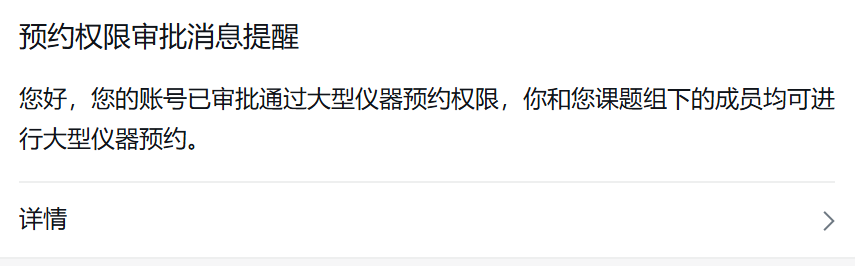 预约权限审批消息提醒
您好，您的账号已审批通过大型仪器预约权限，你和您课题组下的成员均可进
行大型仪器预约。
详情